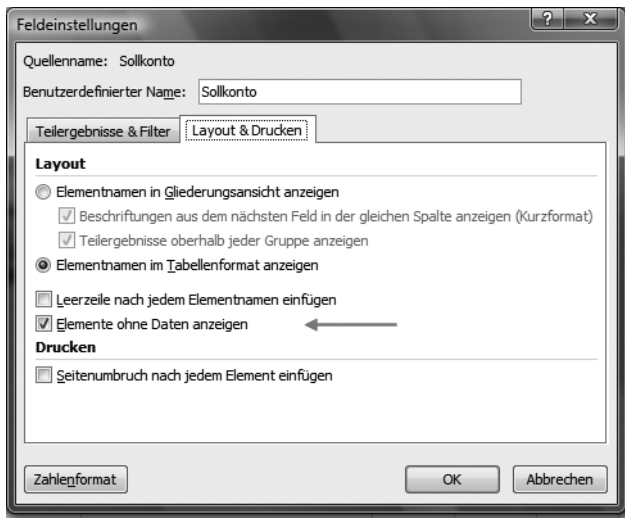 Feldeinstellungen
Quellenname: Sollkonto
Benutzerdefinierter Name: Sollkonto
Teilergebnisse & Filter Layout & Drucken
Layout
Elementnamen in Gliederungsansicht anzeigen
Beschriftungen aus dem nächsten Feld in der gleichen Spalte anzeigen (Kurzformat)
Teilergebnisse oberhalb jeder Gruppe anzeigen
Elementnamen im Tabellenformat anzeigen
Leerzeile nach jedem Elementnamen einfügen
Elemente ohne Daten anzeigen
Drucken
Seitenumbruch nach jedem Element einfügen
Zahlenformat OK Abbrechen